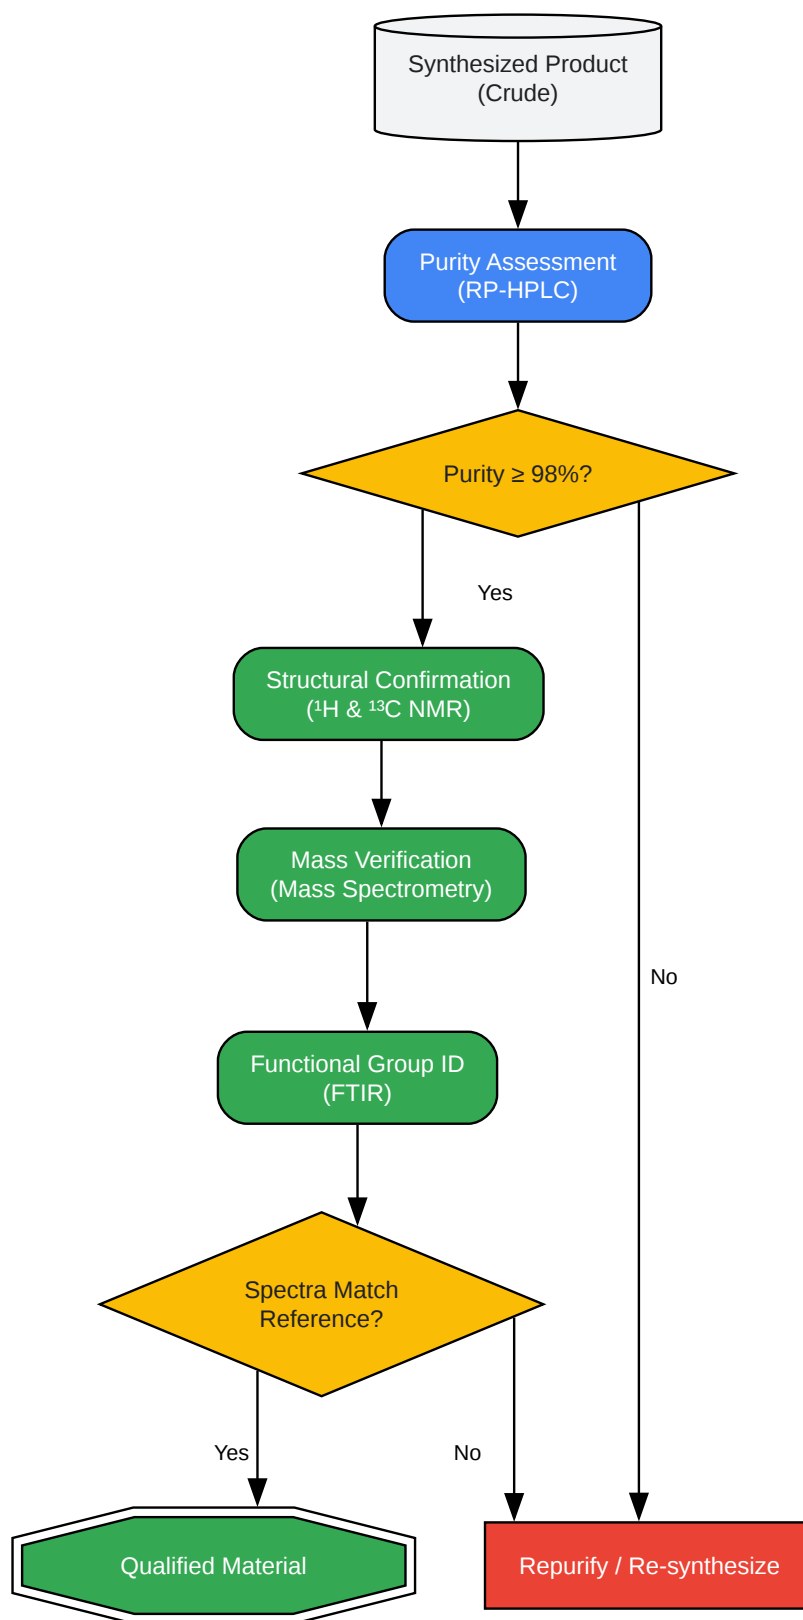 Synthesized Product
(Crude)
Purity Assessment
(RP-HPLC)
Purity ≥ 98%?
Yes
Structural Confirmation
(¹H & ¹³C NMR)
Mass Verification
(Mass Spectrometry)
No
Functional Group ID
(FTIR)
Spectra Match
Reference?
Yes
No
Qualified Material
Repurify / Re-synthesize